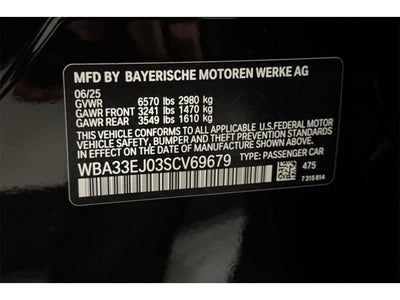 MFD BY BAYERISCHE MOTOREN WERKE AG
06/25
GVWR 6570 lbs 2980 kg
GAWR FRONT 3241 lbs 1470 kg
GAWR REAR 3549 lbs 1610 kg
THIS VEHICLE CONFORMS TO ALL APPLICABLE U.S.FEDERAL MOTOR
VEHICLE SAFETY, BUMPER, AND THEFT PREVENTION STANDARDS IN
EFFECT ON THE DATE OF MANUFACTURE SHOWN ABOVE.
WBA33EJ03SCV69679 TYPE: PASSENGER CAR
475
7 315 814